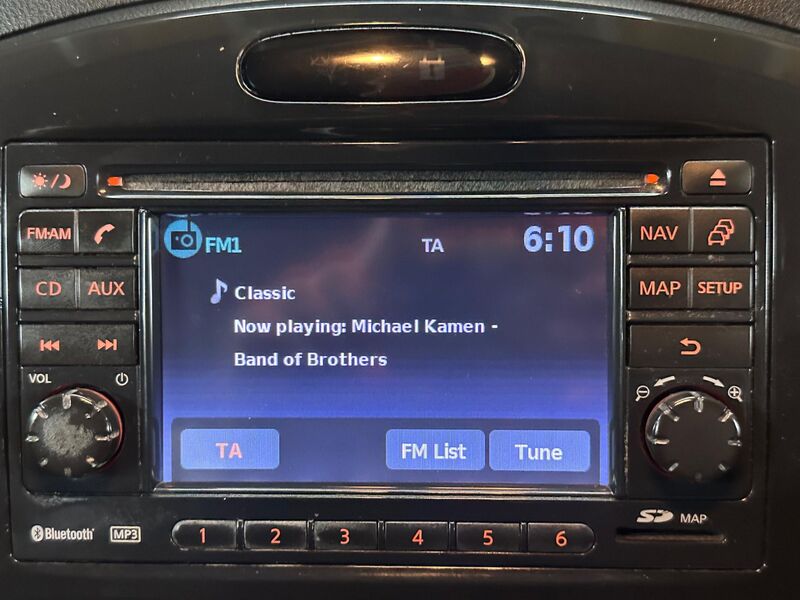 FM1
TA
6:10
Classic
Now playing: Michael Kamen -
Band of Brothers
TA
FM List
Tune
FM·AM
CD
AUX
VOL
NAV
MAP
SETUP
Bluetooth
MP3
1
2
3
4
5
6
SD
MAP